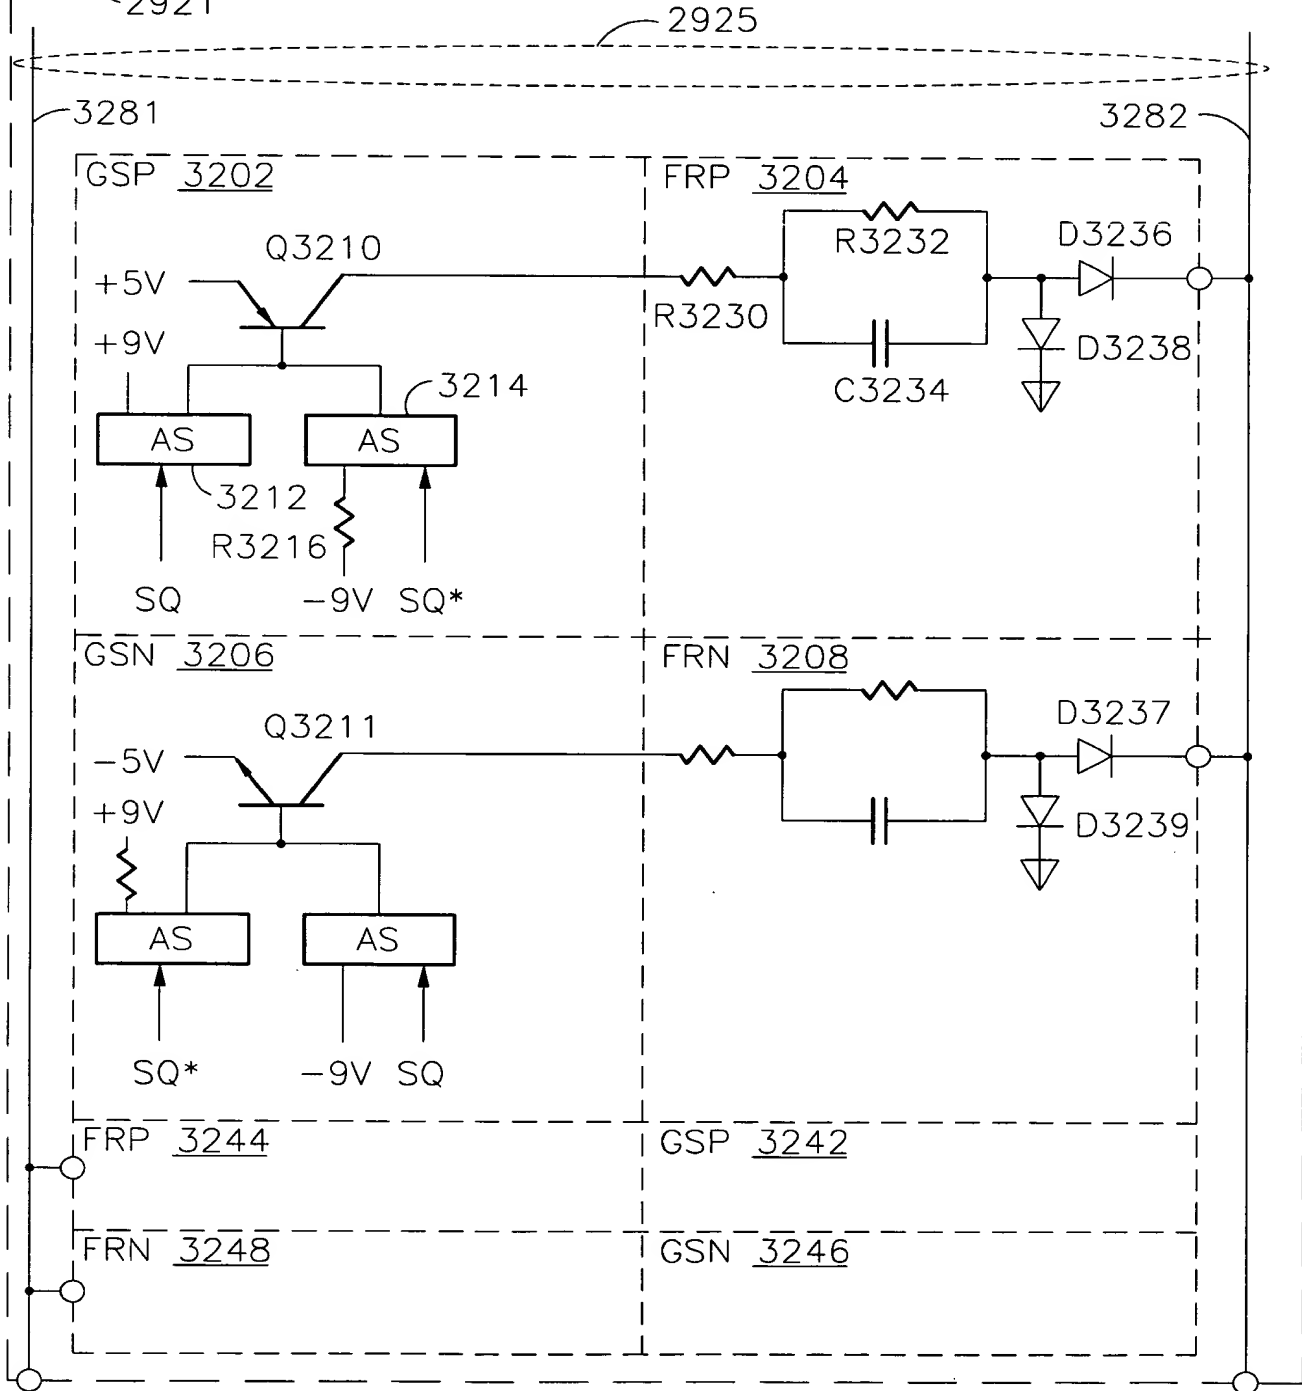 2921
2925
3281
3282
GSP 3202
FRP 3204
Q3210
R3232
D3236
+5V
R3230
+9V
D3238
C3234
3214
AS
AS
3212
R3216
SQ
-9V SQ*
GSN 3206
FRN 3208
Q3211
D3237
-5V
+9V
D3239
AS
AS
SQ*
-9V SQ
FRP 3244
GSP 3242
FRN 3248
GSN 3246